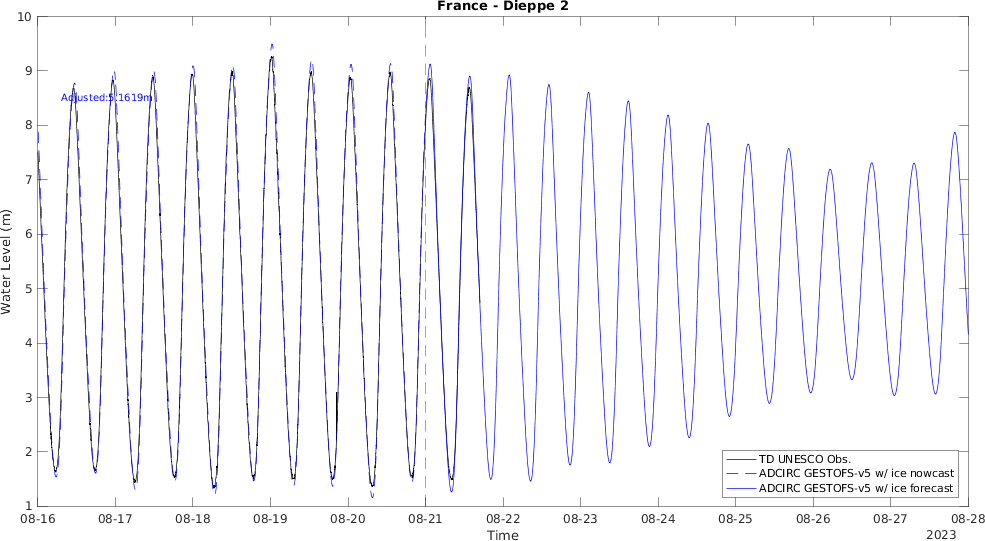 France - Dieppe 2
10
9
8
7
6
5
4
3
2
1
Water Level (m)
Adjusted:5.1619m
TD UNESCO Obs.
ADCIRC GESTOFS-v5 w/ ice nowcast
ADCIRC GESTOFS-v5 w/ ice forecast
08-16 08-17 08-18 08-19 08-20 08-21 08-22 08-23 08-24 08-25 08-26 08-27 08-28
Time
2023